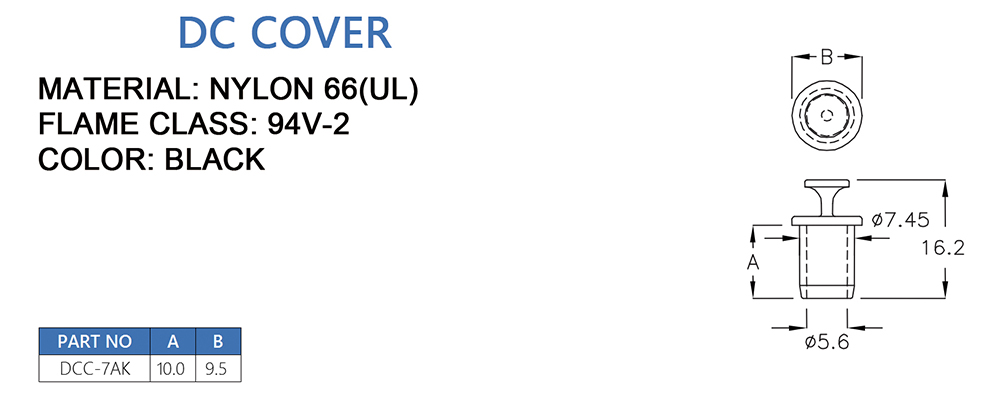 DC COVER
MATERIAL: NYLON 66(UL)
FLAME CLASS: 94V-2
COLOR: BLACK
B
ø7.45
16.2
A
ø5.6
PART NO A B
DCC-7AK 10.0 9.5